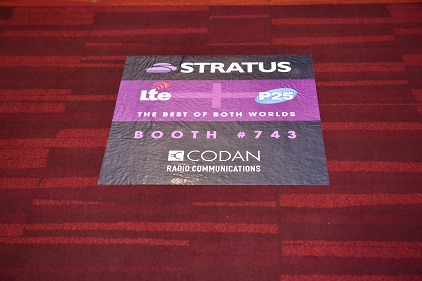 STRATUS
LTE + P25
THE BEST OF BOTH WORLDS
BOOTH #743
CODAN
RADIO COMMUNICATIONS